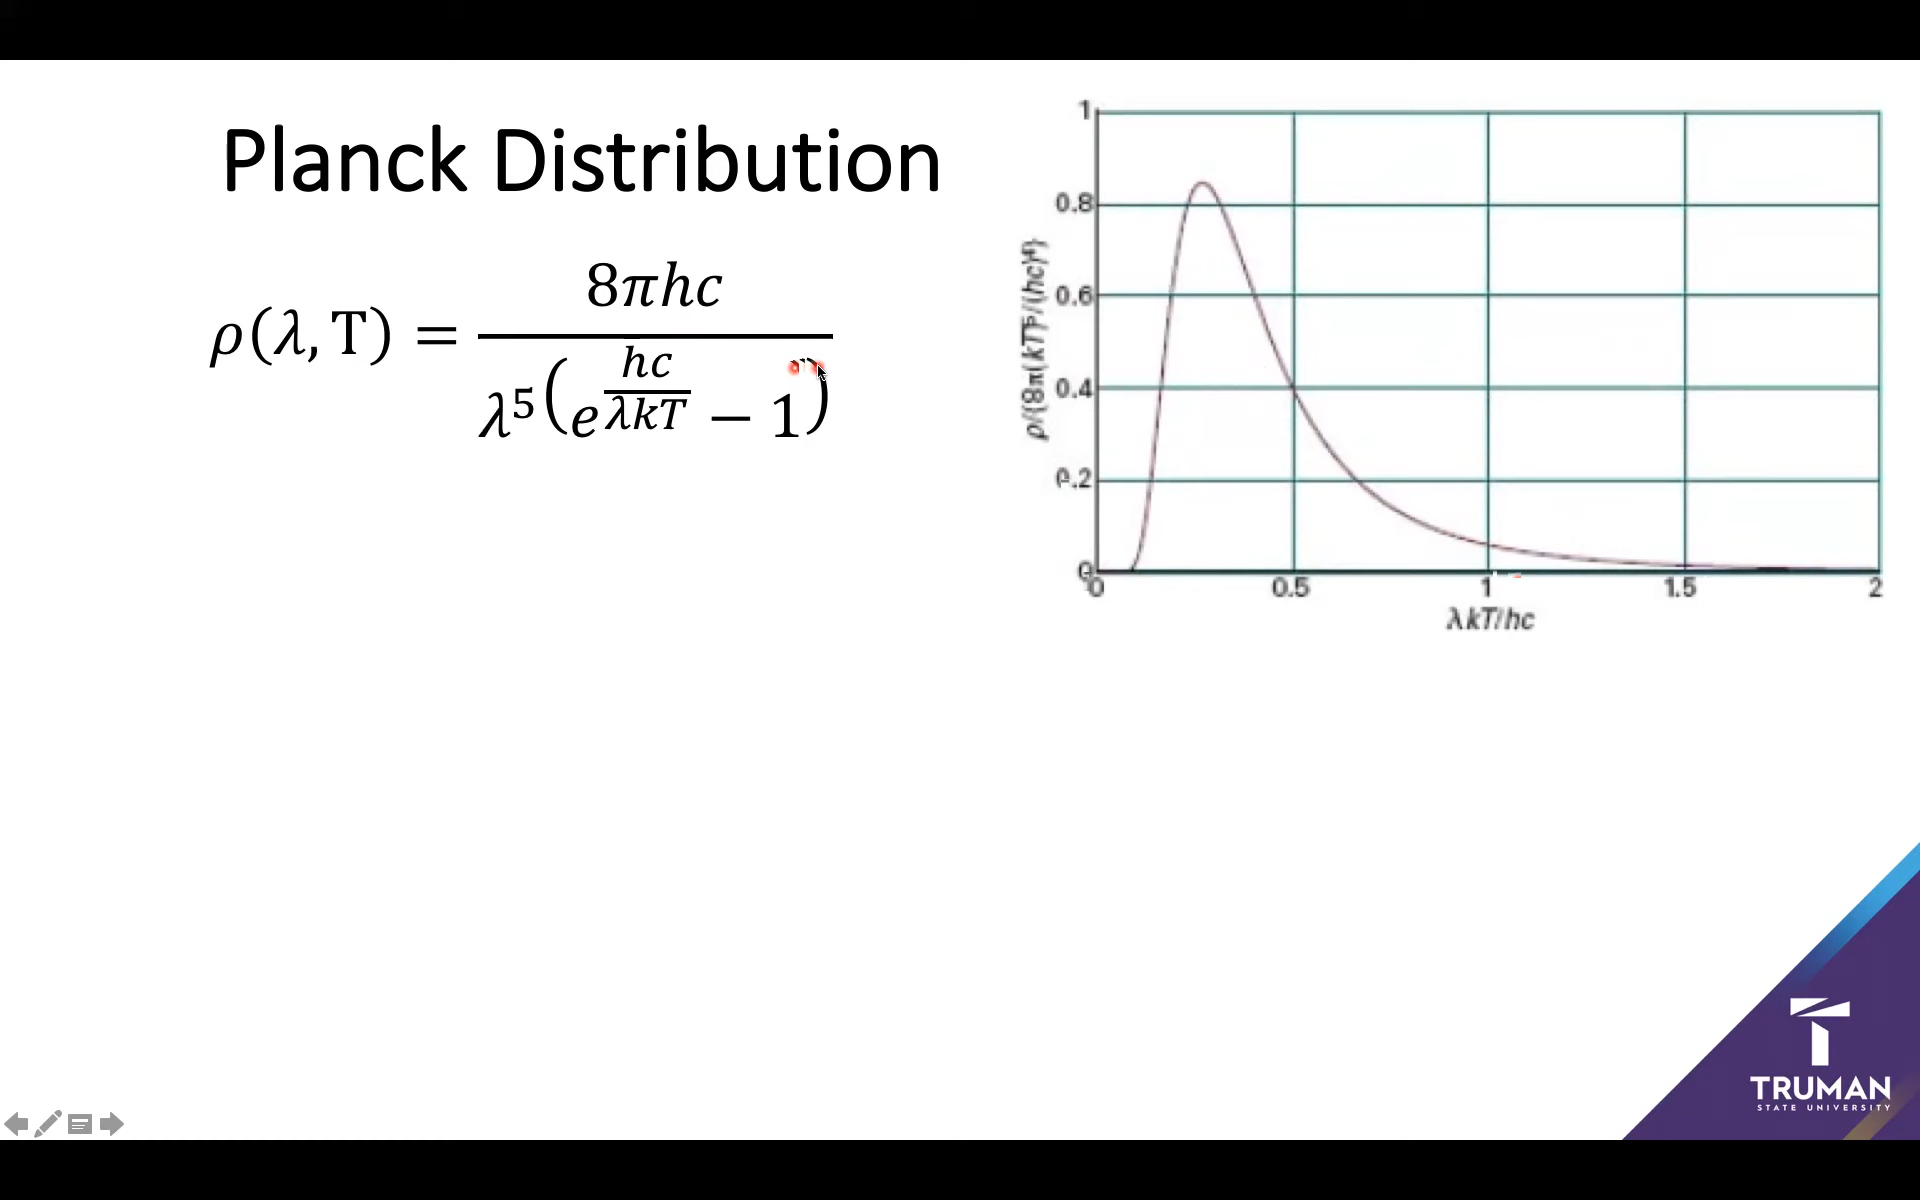 Planck Distribution
ρ(λ, T) = 8πhc / λ⁵(e^(hc/λkT) − 1)
ρ/{8π(kT)⁵/(hc)⁴}
1
0.8
0.6
0.4
0.2
0
0 0.5 1 1.5 2
λkT/hc
TRUMAN
STATE UNIVERSITY